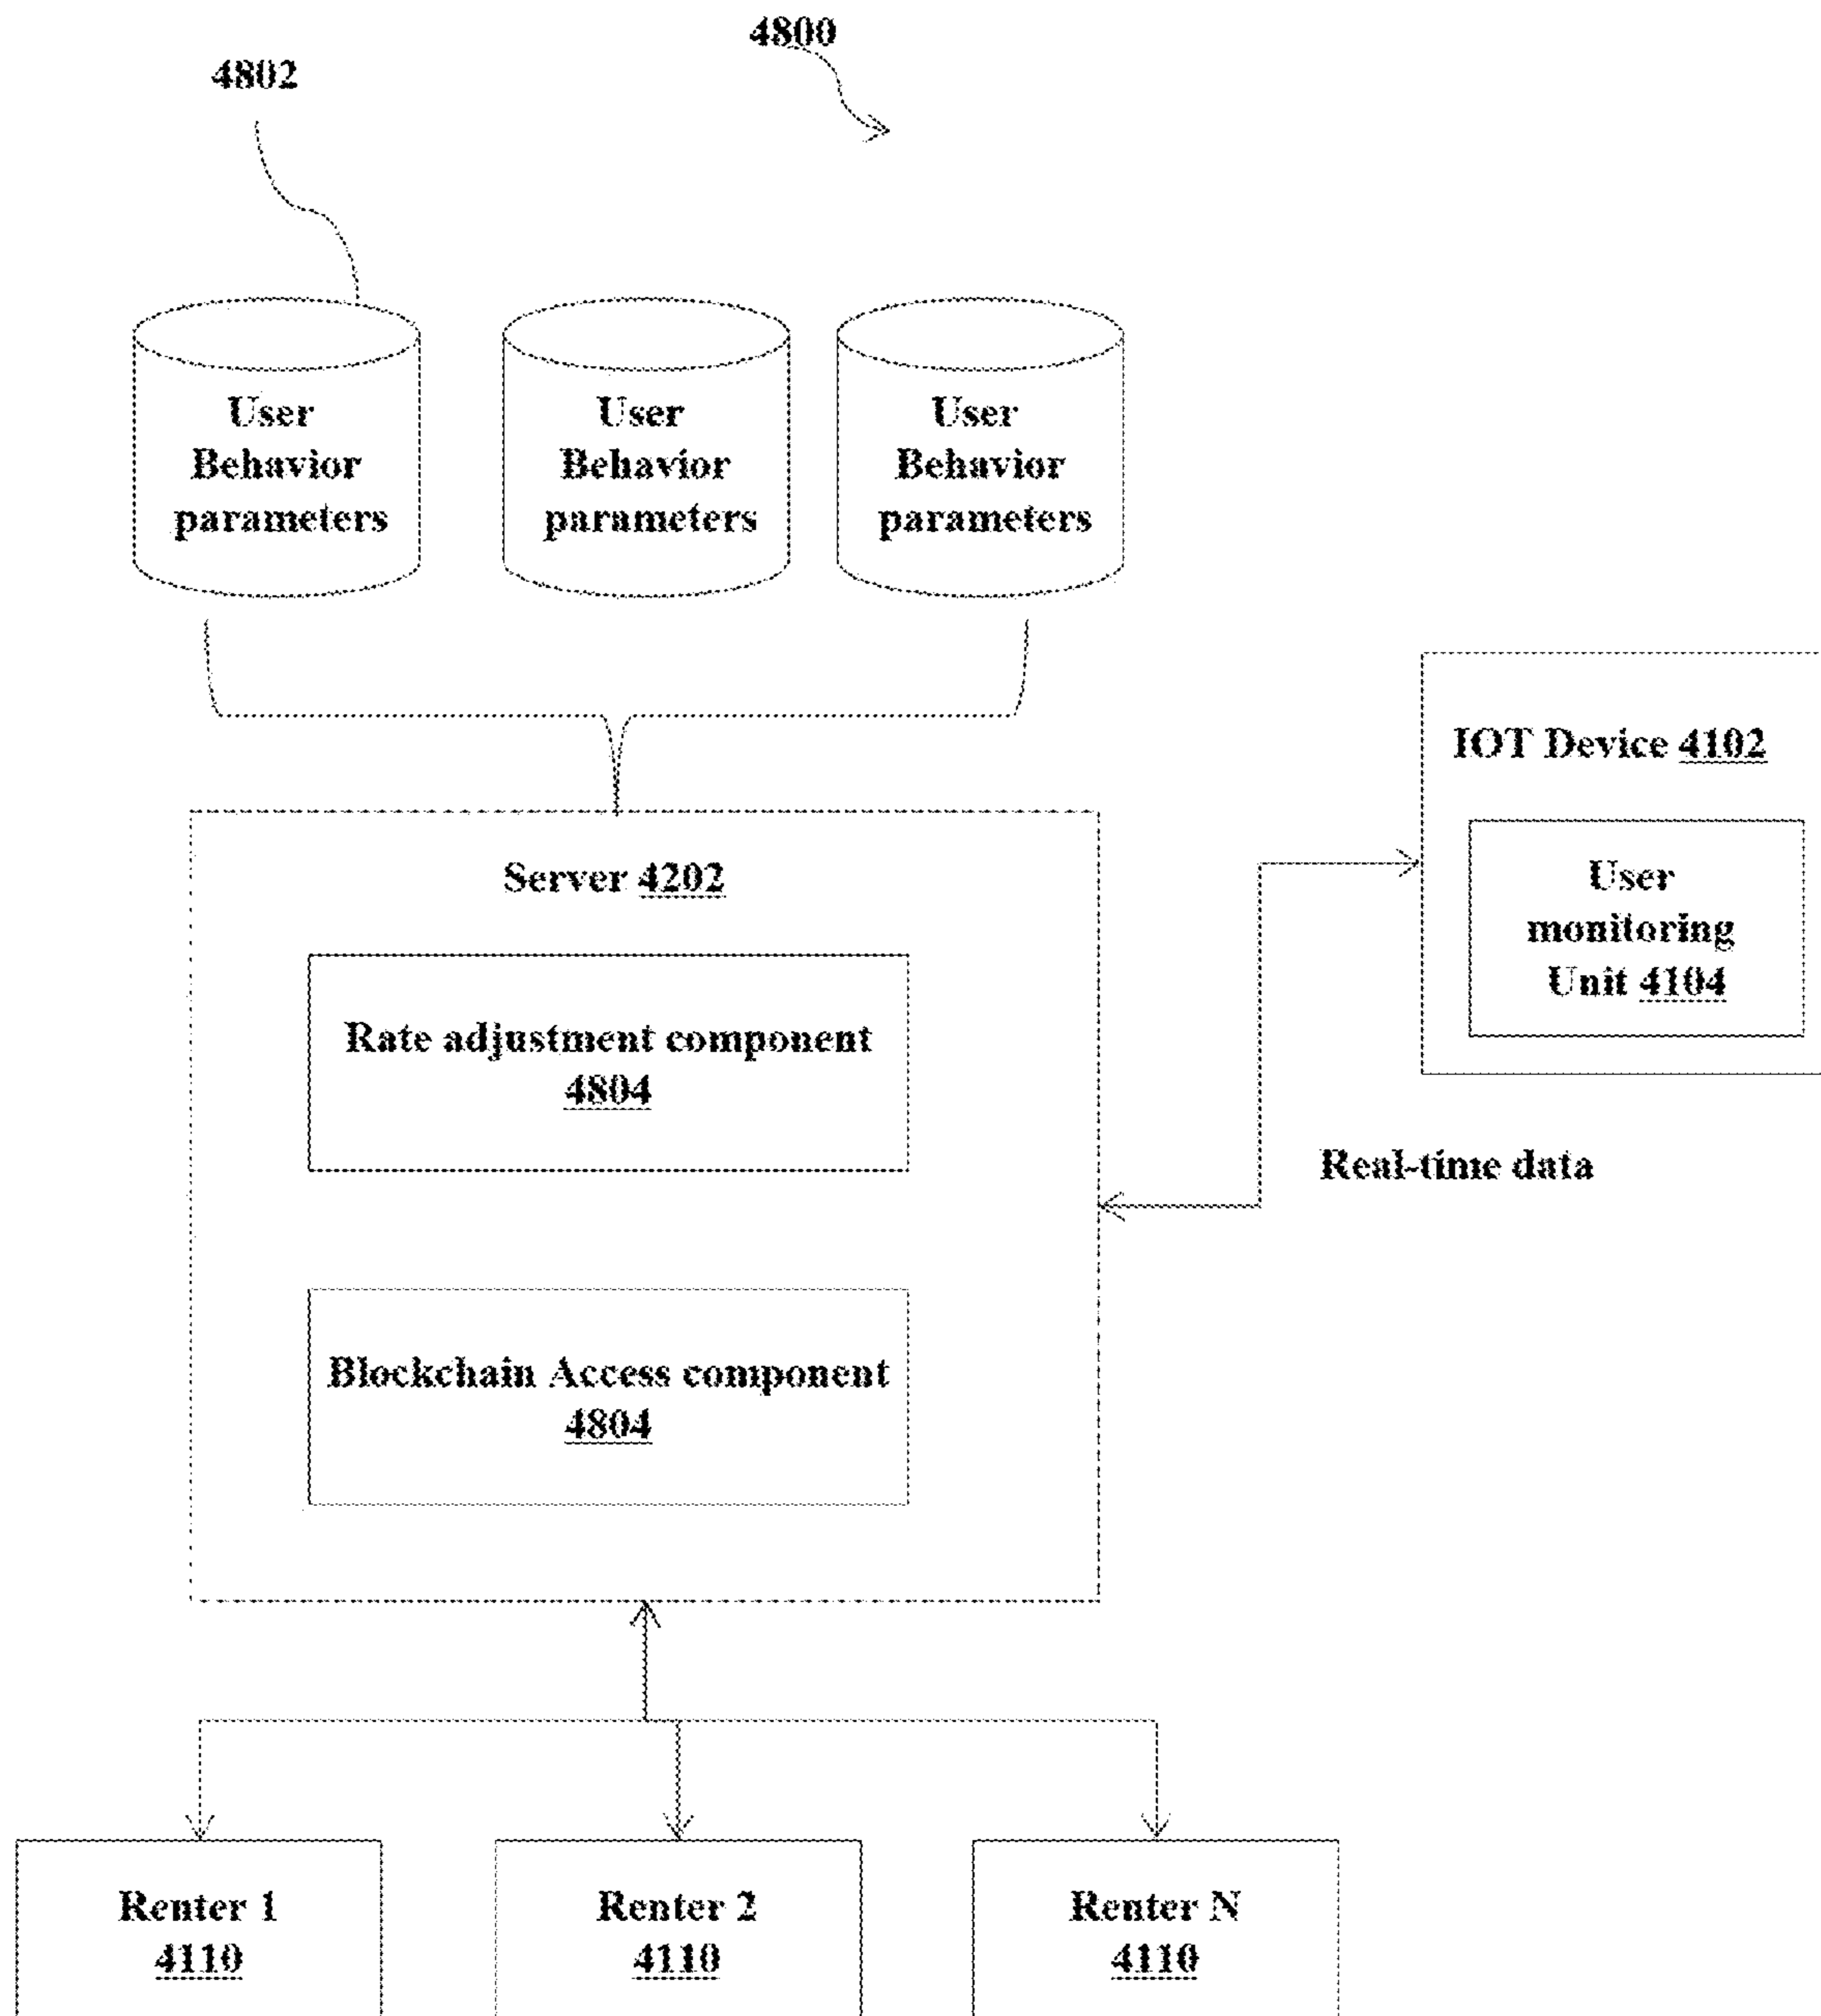 4800
4802
User
Behavior
parameters
User
Behavior
parameters
User
Behavior
parameters
IOT Device 4102
User
monitoring
Unit 4104
Server 4202
Rate adjustment component
4804
Real-time data
Blockchain Access component
4804
Renter 1
4110
Renter 2
4110
Renter N
4110